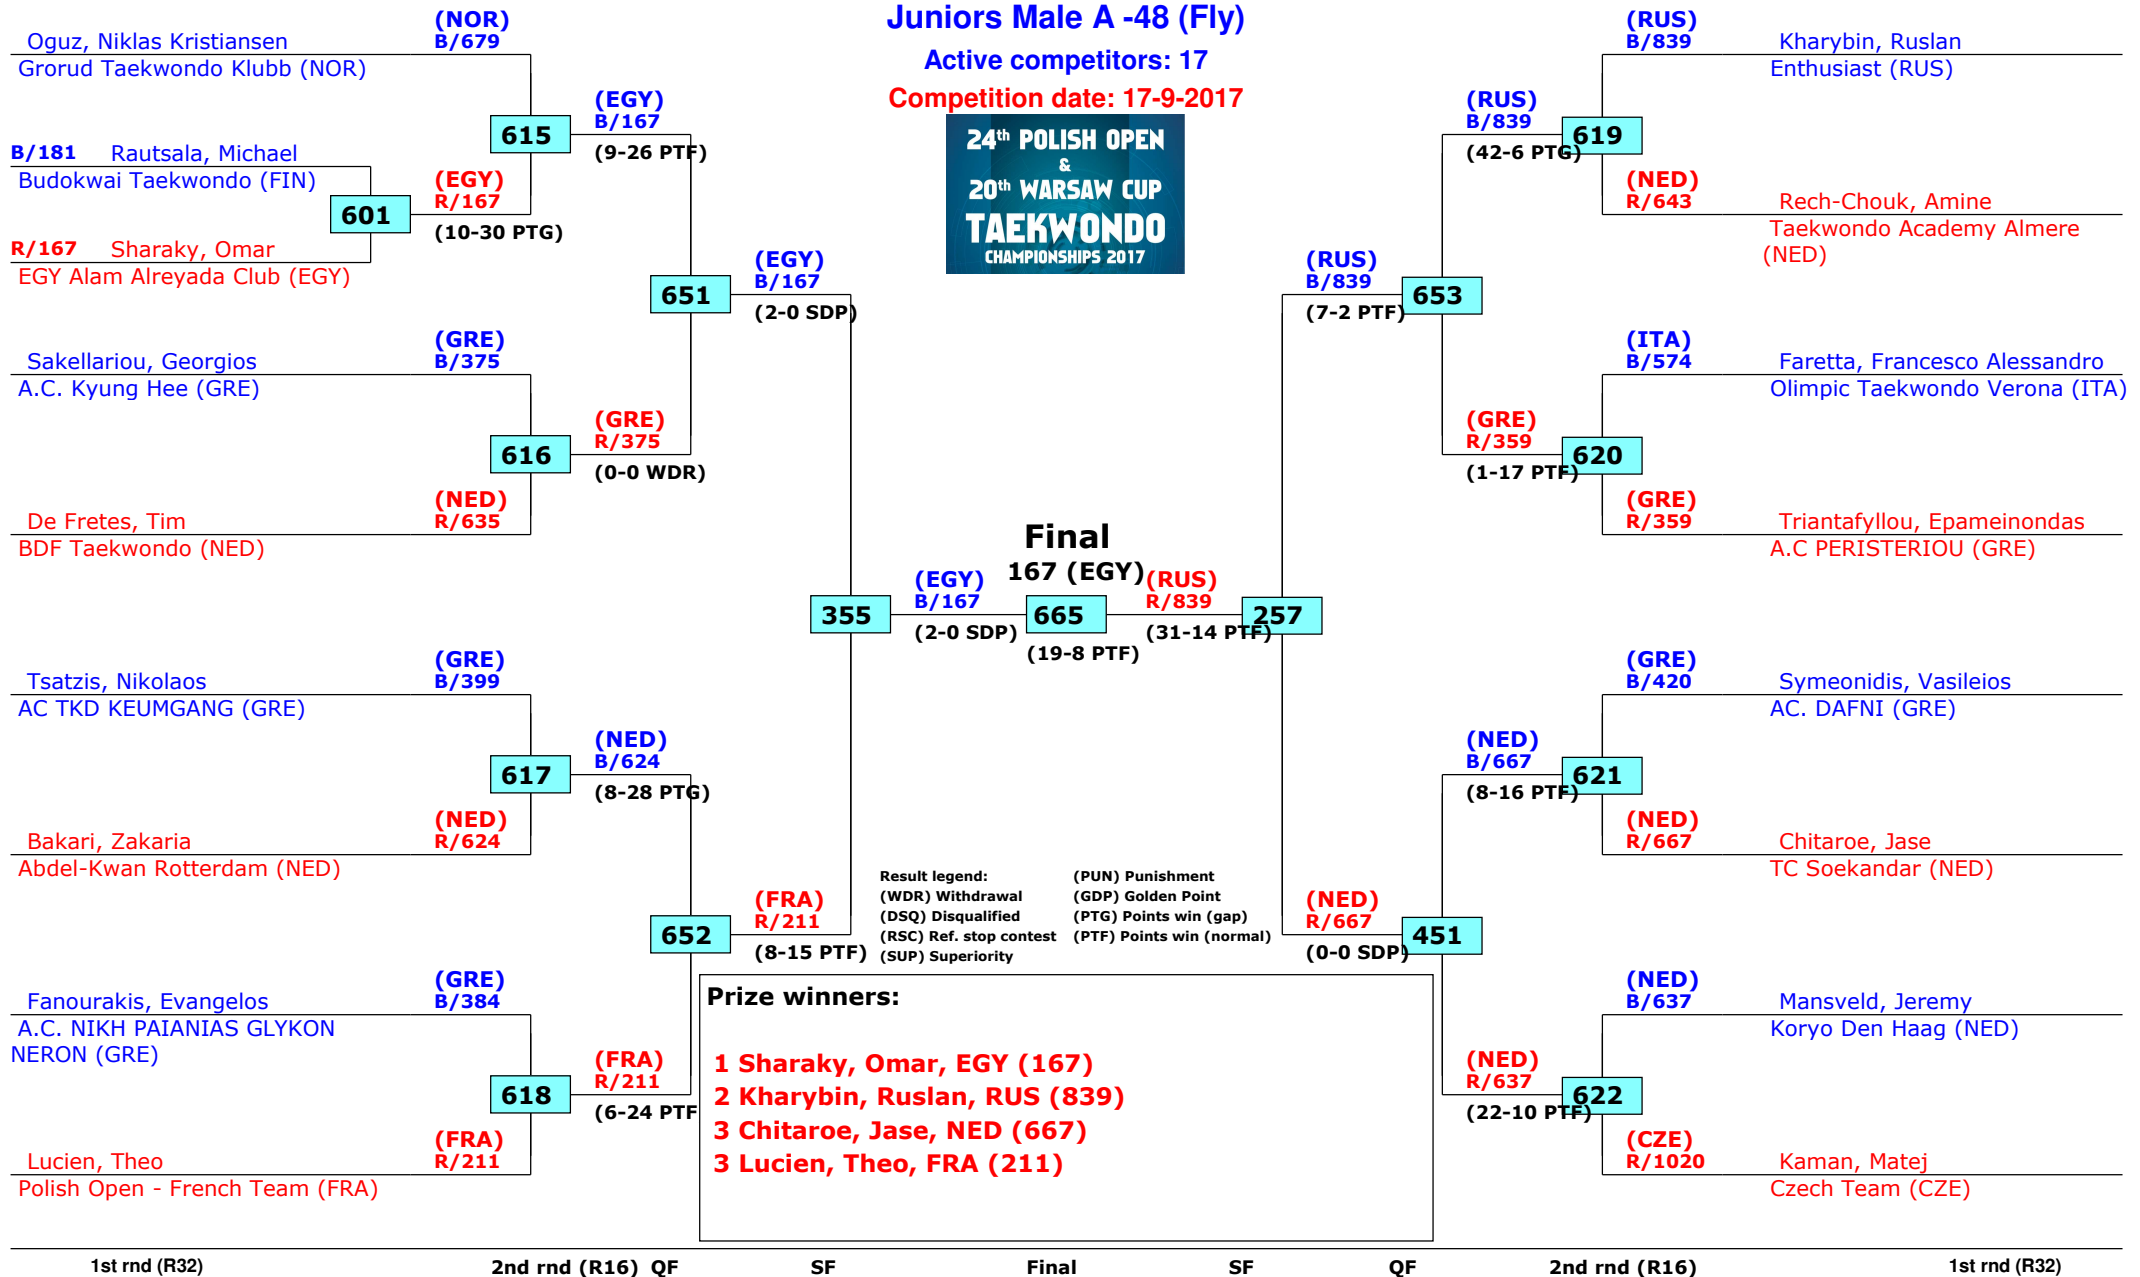 Juniors Male A -48 (Fly)
Active competitors: 17
Competition date: 17-9-2017
24th POLISH OPEN
&
20th WARSAW CUP
TAEKWONDO
CHAMPIONSHIPS 2017
Oguz, Niklas Kristiansen
Grorud Taekwondo Klubb (NOR)
(NOR)
B/679
B/181 Rautsala, Michael
Budokwai Taekwondo (FIN)
R/167 Sharaky, Omar
EGY Alam Alreyada Club (EGY)
601
(EGY)
R/167
(10-30 PTG)
615
(EGY)
B/167
(9-26 PTF)
Sakellariou, Georgios
A.C. Kyung Hee (GRE)
(GRE)
B/375
De Fretes, Tim
BDF Taekwondo (NED)
(NED)
R/635
616
(GRE)
R/375
(0-0 WDR)
651
(EGY)
B/167
(2-0 SDP)
Tsatzis, Nikolaos
AC TKD KEUMGANG (GRE)
(GRE)
B/399
Bakari, Zakaria
Abdel-Kwan Rotterdam (NED)
(NED)
R/624
617
(NED)
B/624
(8-28 PTG)
Fanourakis, Evangelos
A.C. NIKH PAIANIAS GLYKON
NERON (GRE)
(GRE)
B/384
Lucien, Theo
Polish Open - French Team (FRA)
(FRA)
R/211
618
(FRA)
R/211
(6-24 PTF
652
(FRA)
R/211
(8-15 PTF)
355
(EGY)
B/167
(2-0 SDP)
Final
167 (EGY)
665
(19-8 PTF)
(RUS)
R/839
(31-14 PTF)
257
(RUS)
B/839
(7-2 PTF)
653
(RUS)
B/839
(42-6 PTG)
619
(RUS)
B/839
Kharybin, Ruslan
Enthusiast (RUS)
(NED)
R/643
Rech-Chouk, Amine
Taekwondo Academy Almere
(NED)
(GRE)
R/359
(1-17 PTF)
620
(ITA)
B/574
Faretta, Francesco Alessandro
Olimpic Taekwondo Verona (ITA)
(GRE)
R/359
Triantafyllou, Epameinondas
A.C PERISTERIOU (GRE)
(NED)
R/667
(0-0 SDP)
451
(NED)
B/667
(8-16 PTF)
621
(GRE)
B/420
Symeonidis, Vasileios
AC. DAFNI (GRE)
(NED)
R/667
Chitaroe, Jase
TC Soekandar (NED)
(NED)
R/637
(22-10 PTF)
622
(NED)
B/637
Mansveld, Jeremy
Koryo Den Haag (NED)
(CZE)
R/1020
Kaman, Matej
Czech Team (CZE)
Result legend:
(WDR) Withdrawal
(DSQ) Disqualified
(RSC) Ref. stop contest
(SUP) Superiority
(PUN) Punishment
(GDP) Golden Point
(PTG) Points win (gap)
(PTF) Points win (normal)
Prize winners:
1 Sharaky, Omar, EGY (167)
2 Kharybin, Ruslan, RUS (839)
3 Chitaroe, Jase, NED (667)
3 Lucien, Theo, FRA (211)
1st rnd (R32) 2nd rnd (R16) QF SF Final SF QF 2nd rnd (R16) 1st rnd (R32)